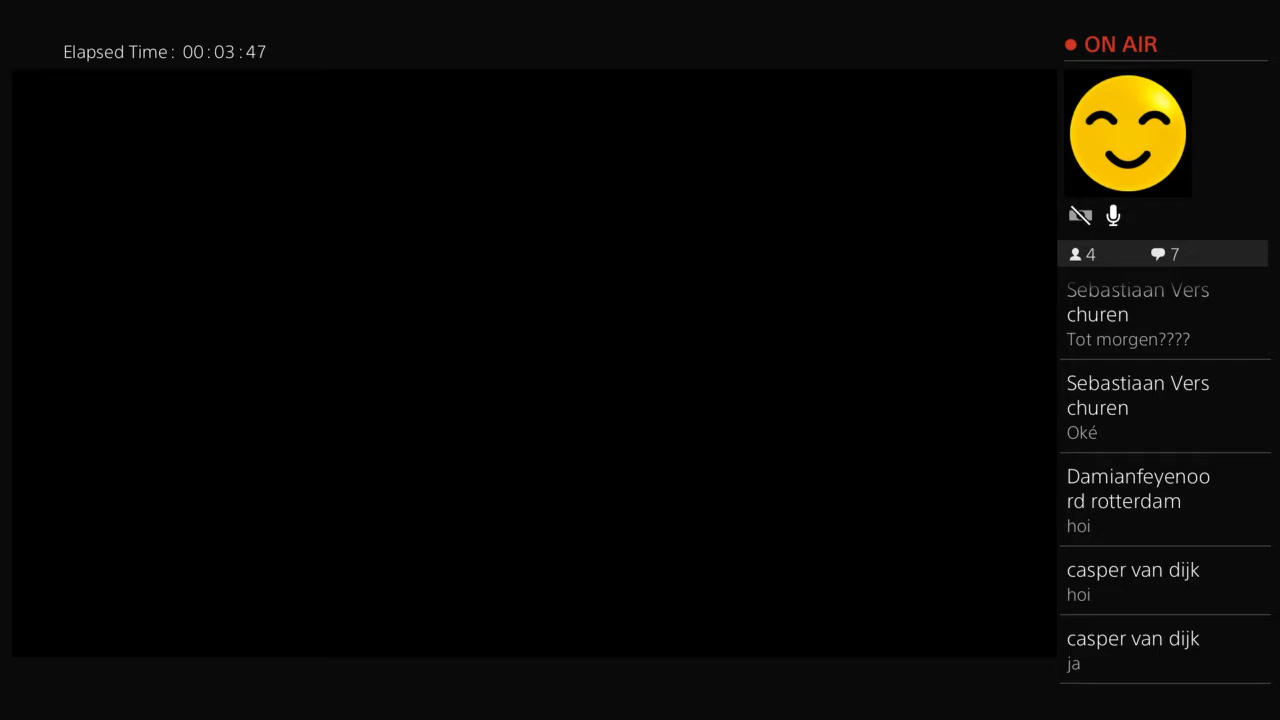 Elapsed Time: 00:03:47
ON AIR
4 7
Sebastiaan Vers
churen
Tot morgen????
Sebastiaan Vers
churen
Oké
Damianfeyenoo
rd rotterdam
hoi
casper van dijk
hoi
casper van dijk
ja